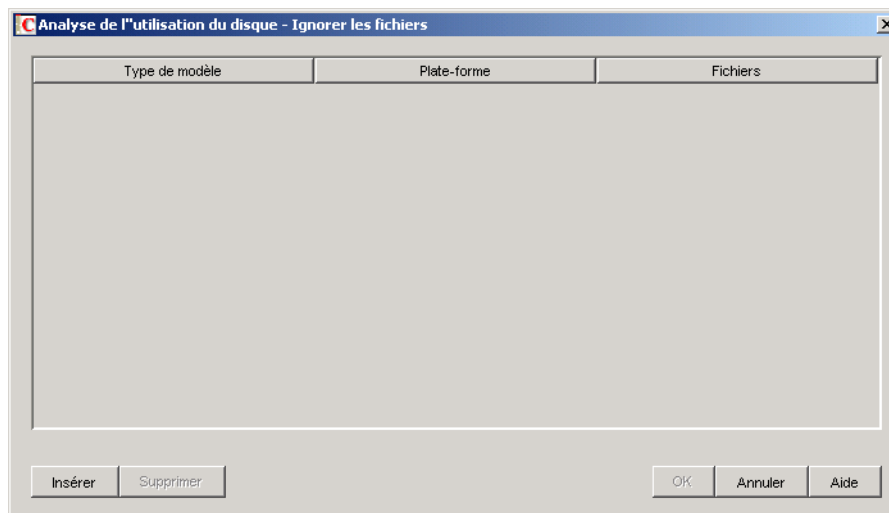 C Analyse de l''utilisation du disque - Ignorer les fichiers
Type de modèle Plate-forme Fichiers
Insérer Supprimer OK Annuler Aide